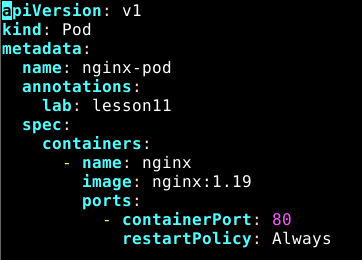 apiVersion: v1
kind: Pod
metadata:
  name: nginx-pod
  annotations:
    lab: lesson11
  spec:
    containers:
      - name: nginx
        image: nginx:1.19
        ports:
          - containerPort: 80
            restartPolicy: Always